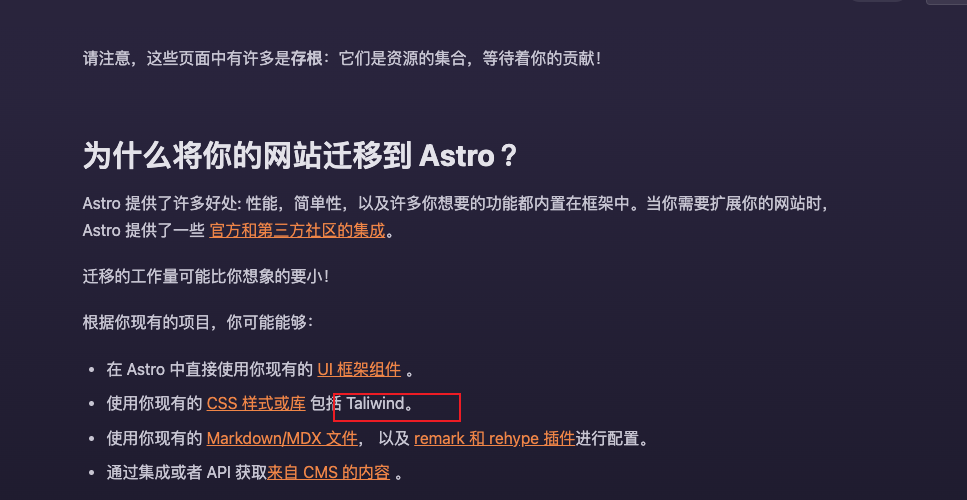 请注意，这些页面中有许多是存根：它们是资源的集合，等待着你的贡献！
为什么将你的网站迁移到 Astro？
Astro 提供了许多好处: 性能，简单性，以及许多你想要的功能都内置在框架中。当你需要扩展你的网站时，
Astro 提供了一些 官方和第三方社区的集成。
迁移的工作量可能比你想象的要小！
根据你现有的项目，你可能能够：
• 在 Astro 中直接使用你现有的 UI 框架组件 。
• 使用你现有的 CSS 样式或库 包括 Taliwind。
• 使用你现有的 Markdown/MDX 文件， 以及 remark 和 rehype 插件进行配置。
• 通过集成或者 API 获取来自 CMS 的内容 。